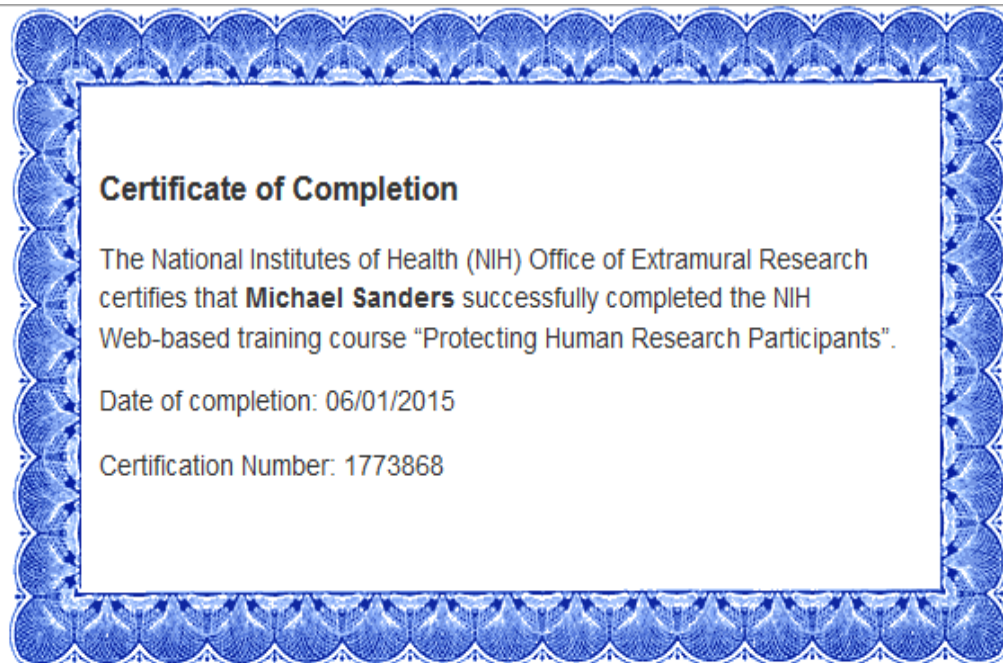 Certificate of Completion
The National Institutes of Health (NIH) Office of Extramural Research
certifies that Michael Sanders successfully completed the NIH
Web-based training course “Protecting Human Research Participants”.
Date of completion: 06/01/2015
Certification Number: 1773868